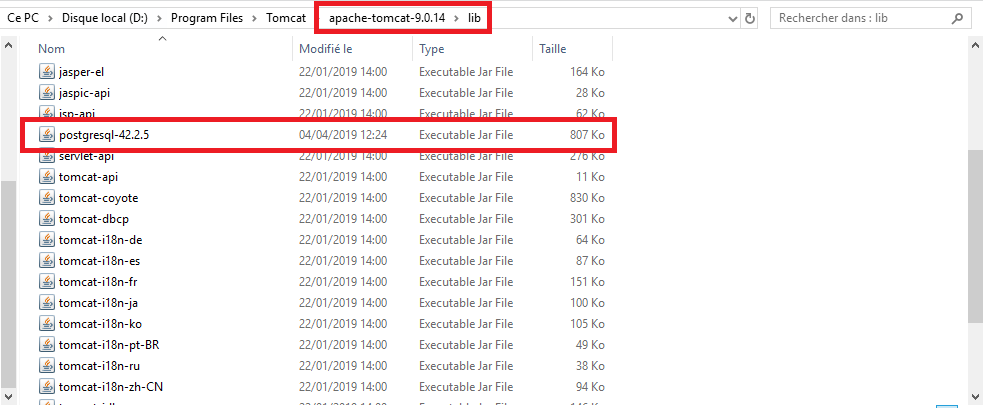 Ce PC > Disque local (D:) > Program Files > Tomcat > apache-tomcat-9.0.14 > lib Rechercher dans : lib
Nom Modifié le Type Taille
jasper-el 22/01/2019 14:00 Executable Jar File 164 Ko
jaspic-api 22/01/2019 14:00 Executable Jar File 28 Ko
jsp-api 22/01/2019 14:00 Executable Jar File 62 Ko
postgresql-42.2.5 04/04/2019 12:24 Executable Jar File 807 Ko
servlet-api 22/01/2019 14:00 Executable Jar File 276 Ko
tomcat-api 22/01/2019 14:00 Executable Jar File 11 Ko
tomcat-coyote 22/01/2019 14:00 Executable Jar File 830 Ko
tomcat-dbcp 22/01/2019 14:00 Executable Jar File 301 Ko
tomcat-i18n-de 22/01/2019 14:00 Executable Jar File 64 Ko
tomcat-i18n-es 22/01/2019 14:00 Executable Jar File 87 Ko
tomcat-i18n-fr 22/01/2019 14:00 Executable Jar File 151 Ko
tomcat-i18n-ja 22/01/2019 14:00 Executable Jar File 100 Ko
tomcat-i18n-ko 22/01/2019 14:00 Executable Jar File 105 Ko
tomcat-i18n-pt-BR 22/01/2019 14:00 Executable Jar File 49 Ko
tomcat-i18n-ru 22/01/2019 14:00 Executable Jar File 38 Ko
tomcat-i18n-zh-CN 22/01/2019 14:00 Executable Jar File 94 Ko